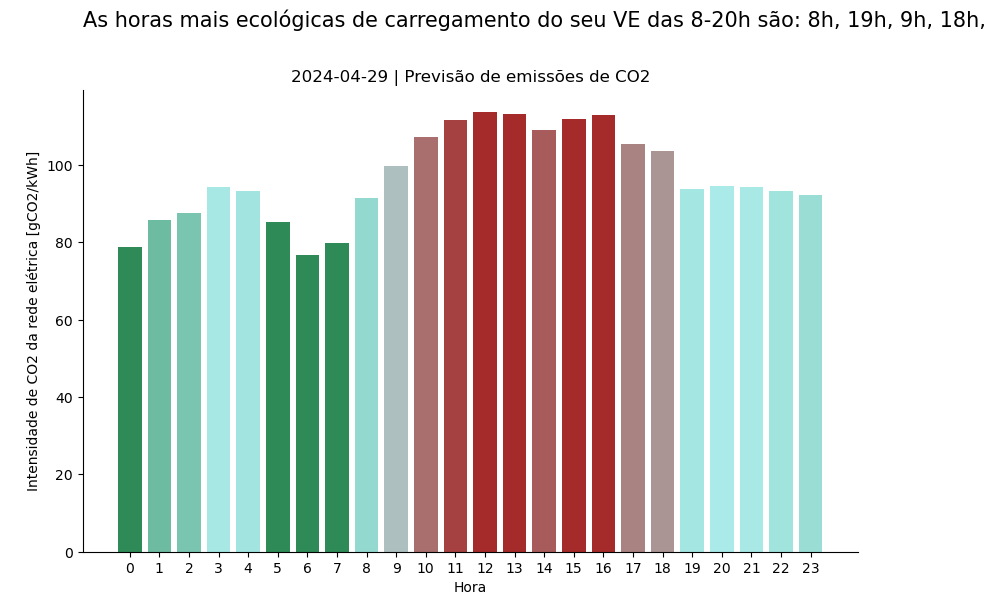 As horas mais ecológicas de carregamento do seu VE das 8-20h são: 8h, 19h, 9h, 18h,
2024-04-29 | Previsão de emissões de CO2
Intensidade de CO2 da rede elétrica [gCO2/kWh]
100
80
60
40
20
0
0 1 2 3 4 5 6 7 8 9 10 11 12 13 14 15 16 17 18 19 20 21 22 23
Hora